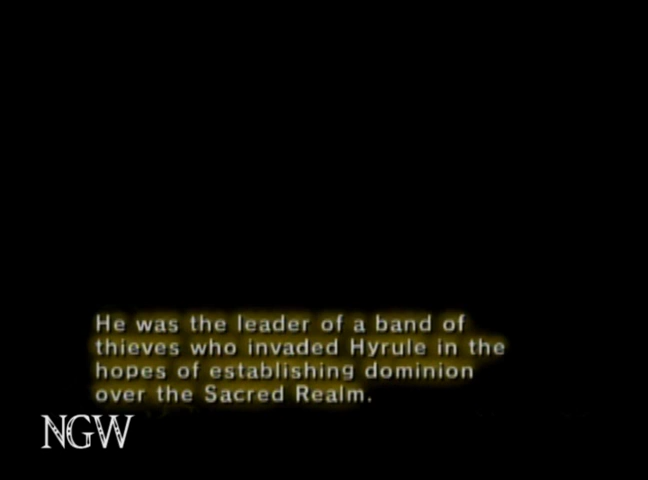 He was the leader of a band of
thieves who invaded Hyrule in the
hopes of establishing dominion
over the Sacred Realm.
NGW